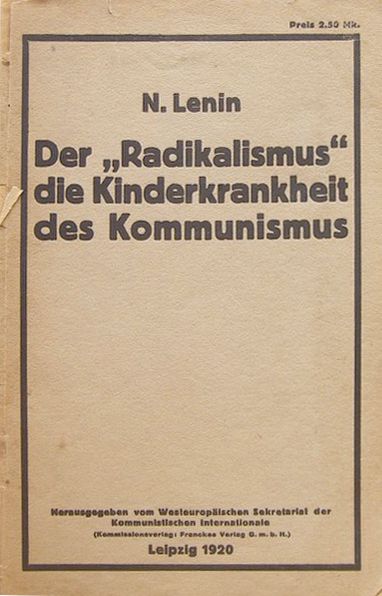 Preis 2.50 Mk.
N. Lenin
Der „Radikalismus“
die Kinderkrankheit
des Kommunismus
Herausgegeben vom Westeuropäischen Sekretariat der
Kommunistischen Internationale
(Kommissionsverlag: Franckes Verlag G. m. b. H.)
Leipzig 1920